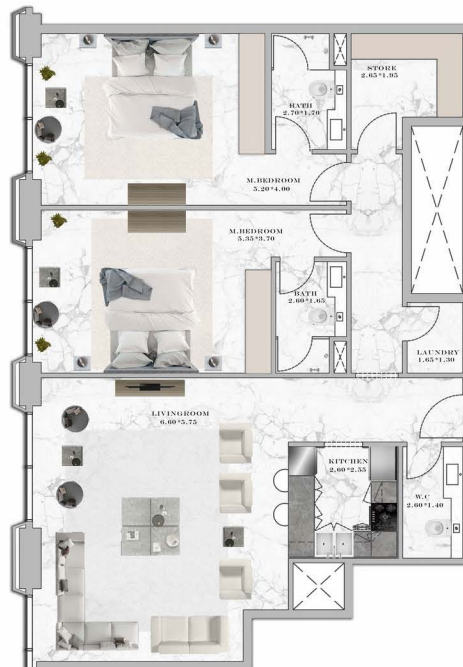 STORE
2.65*1.95
BATH
2.70*1.70
M.BEDROOM
5.20*4.00
M.BEDROOM
5.35*3.70
BATH
2.60*1.65
LAUNDRY
1.65*1.30
LIVINGROOM
6.60*5.75
KITCHEN
2.60*2.55
W.C
2.60*1.40